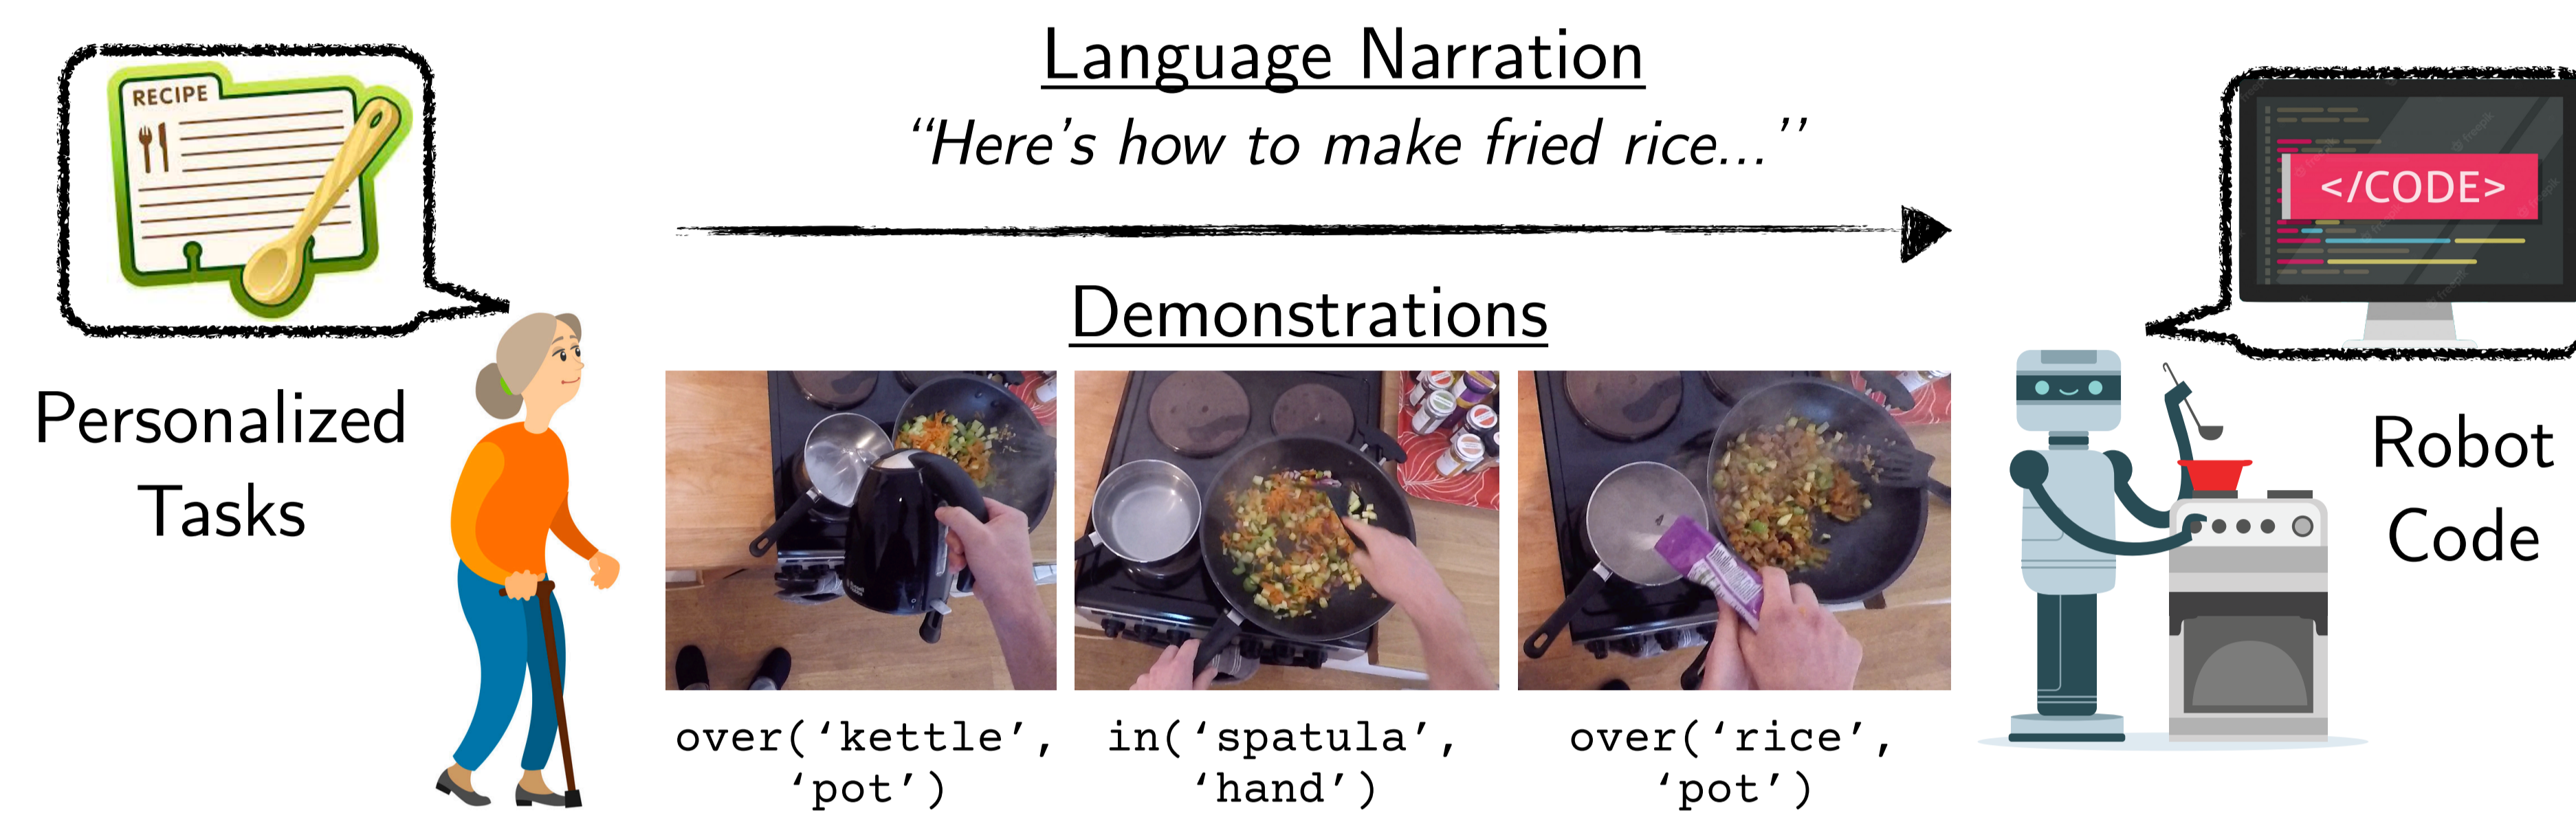 RECIPE
Personalized
Tasks
Language Narration
“Here’s how to make fried rice...’’
Demonstrations
over(‘kettle’,
‘pot’)
in(‘spatula’,
‘hand’)
over(‘rice’,
‘pot’)
</CODE>
Robot
Code